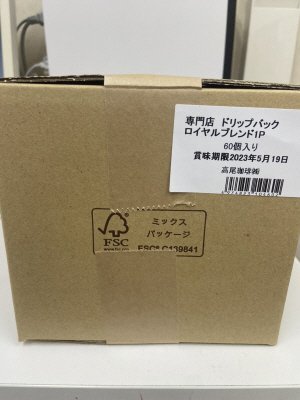 専門店　ドリップパック
ロイヤルブレンド1P
60個入り
賞味期限2023年5月19日
高尾珈琲㈱
FSC
ミックス
パッケージ
FSC® C139841